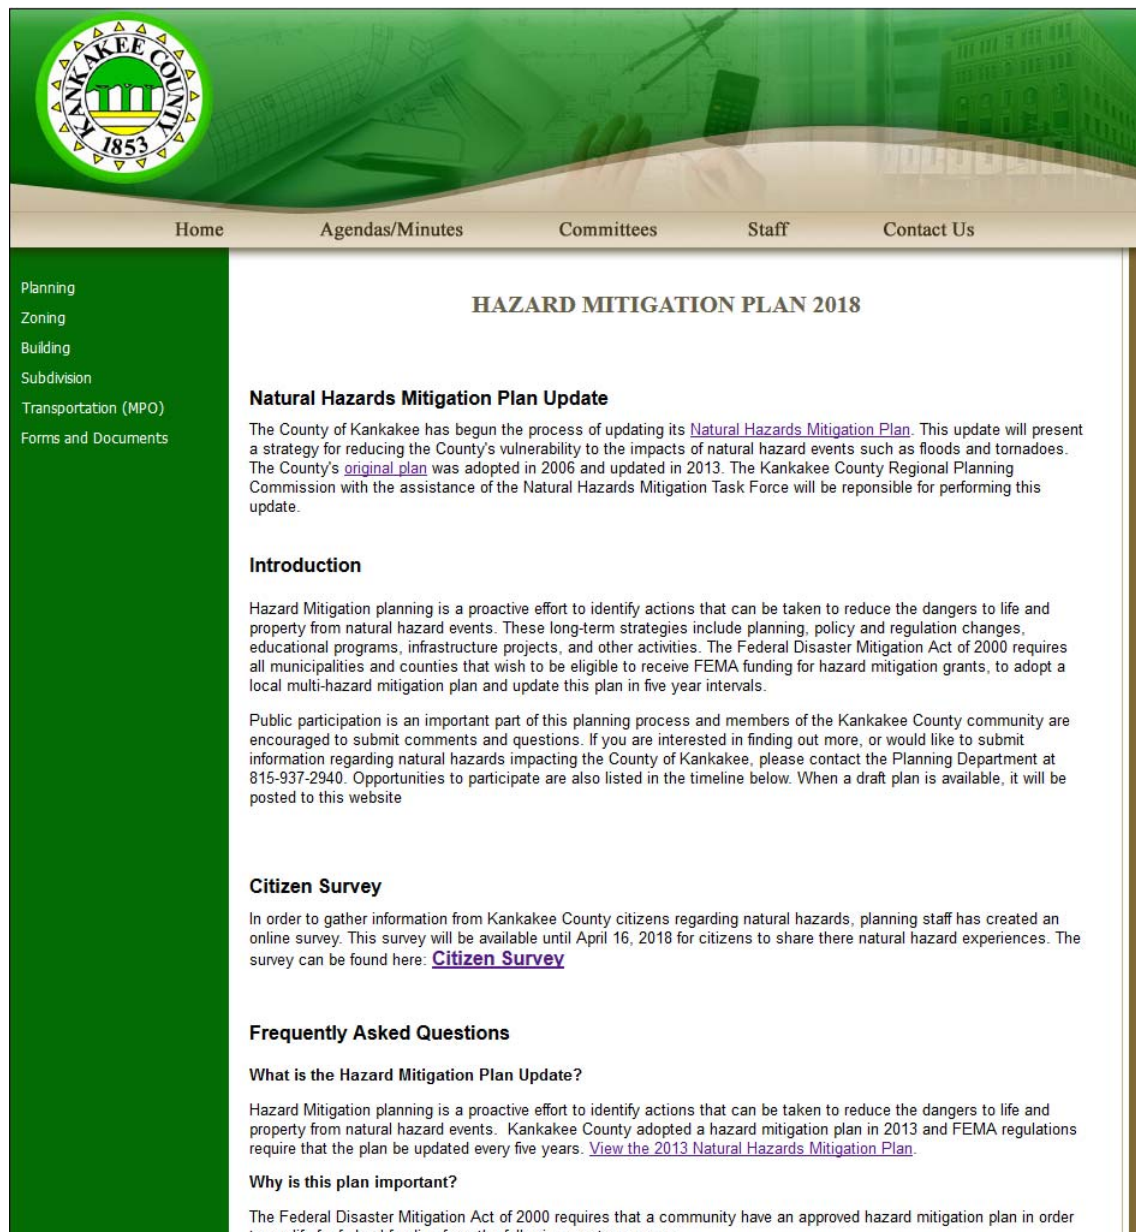 KANKAKEE COUNTY
1853
Home Agendas/Minutes Committees Staff Contact Us
Planning
Zoning
Building
Subdivision
Transportation (MPO)
Forms and Documents
HAZARD MITIGATION PLAN 2018
Natural Hazards Mitigation Plan Update
The County of Kankakee has begun the process of updating its Natural Hazards Mitigation Plan. This update will present
a strategy for reducing the County's vulnerability to the impacts of natural hazard events such as floods and tornadoes.
The County's original plan was adopted in 2006 and updated in 2013. The Kankakee County Regional Planning
Commission with the assistance of the Natural Hazards Mitigation Task Force will be reponsible for performing this
update.
Introduction
Hazard Mitigation planning is a proactive effort to identify actions that can be taken to reduce the dangers to life and
property from natural hazard events. These long-term strategies include planning, policy and regulation changes,
educational programs, infrastructure projects, and other activities. The Federal Disaster Mitigation Act of 2000 requires
all municipalities and counties that wish to be eligible to receive FEMA funding for hazard mitigation grants, to adopt a
local multi-hazard mitigation plan and update this plan in five year intervals.
Public participation is an important part of this planning process and members of the Kankakee County community are
encouraged to submit comments and questions. If you are interested in finding out more, or would like to submit
information regarding natural hazards impacting the County of Kankakee, please contact the Planning Department at
815-937-2940. Opportunities to participate are also listed in the timeline below. When a draft plan is available, it will be
posted to this website
Citizen Survey
In order to gather information from Kankakee County citizens regarding natural hazards, planning staff has created an
online survey. This survey will be available until April 16, 2018 for citizens to share there natural hazard experiences. The
survey can be found here: Citizen Survey
Frequently Asked Questions
What is the Hazard Mitigation Plan Update?
Hazard Mitigation planning is a proactive effort to identify actions that can be taken to reduce the dangers to life and
property from natural hazard events. Kankakee County adopted a hazard mitigation plan in 2013 and FEMA regulations
require that the plan be updated every five years. View the 2013 Natural Hazards Mitigation Plan.
Why is this plan important?
The Federal Disaster Mitigation Act of 2000 requires that a community have an approved hazard mitigation plan in order